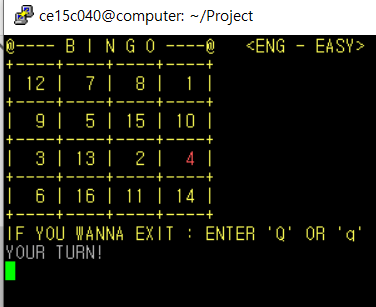 ce15c040@computer: ~/Project
@---- B I N G O ----@ <ENG - EASY>
+----+----+----+----+
| 12 | 7 | 8 | 1 |
+----+----+----+----+
| 9 | 5 | 15 | 10 |
+----+----+----+----+
| 3 | 13 | 2 | 4 |
+----+----+----+----+
| 6 | 16 | 11 | 14 |
+----+----+----+----+
IF YOU WANNA EXIT : ENTER 'Q' OR 'q'
YOUR TURN!